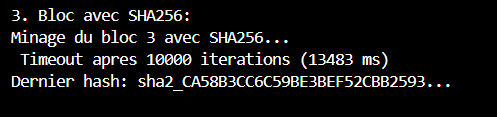 3. Bloc avec SHA256:
Minage du bloc 3 avec SHA256...
Timeout apres 10000 iterations (13483 ms)
Dernier hash: sha2_CA58B3CC6C59BE3BEF52CBB2593...